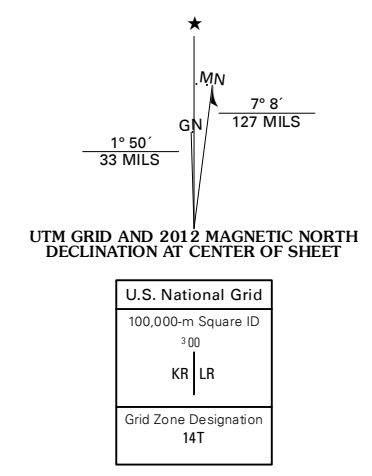 ★
MN
GN
7° 8´
127 MILS
1° 50´
33 MILS
UTM GRID AND 2012 MAGNETIC NORTH
DECLINATION AT CENTER OF SHEET
U.S. National Grid
100,000-m Square ID
³00
KR LR
Grid Zone Designation
14T